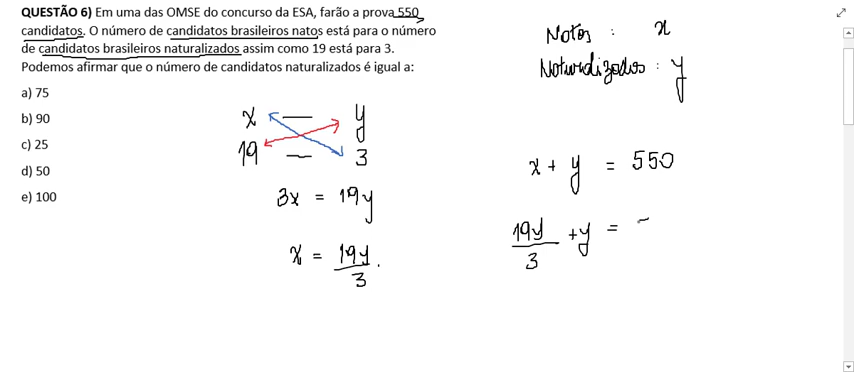 QUESTÃO 6) Em uma das OMSE do concurso da ESA, farão a prova 550
candidatos. O número de candidatos brasileiros natos está para o número
de candidatos brasileiros naturalizados assim como 19 está para 3.
Podemos afirmar que o número de candidatos naturalizados é igual a:
a) 75
b) 90
c) 25
d) 50
e) 100
x — y
19 — 3
3x = 19y
x = 19y/3.
Natos : x
Naturalizados : y
x + y = 550
19y/3 + y =